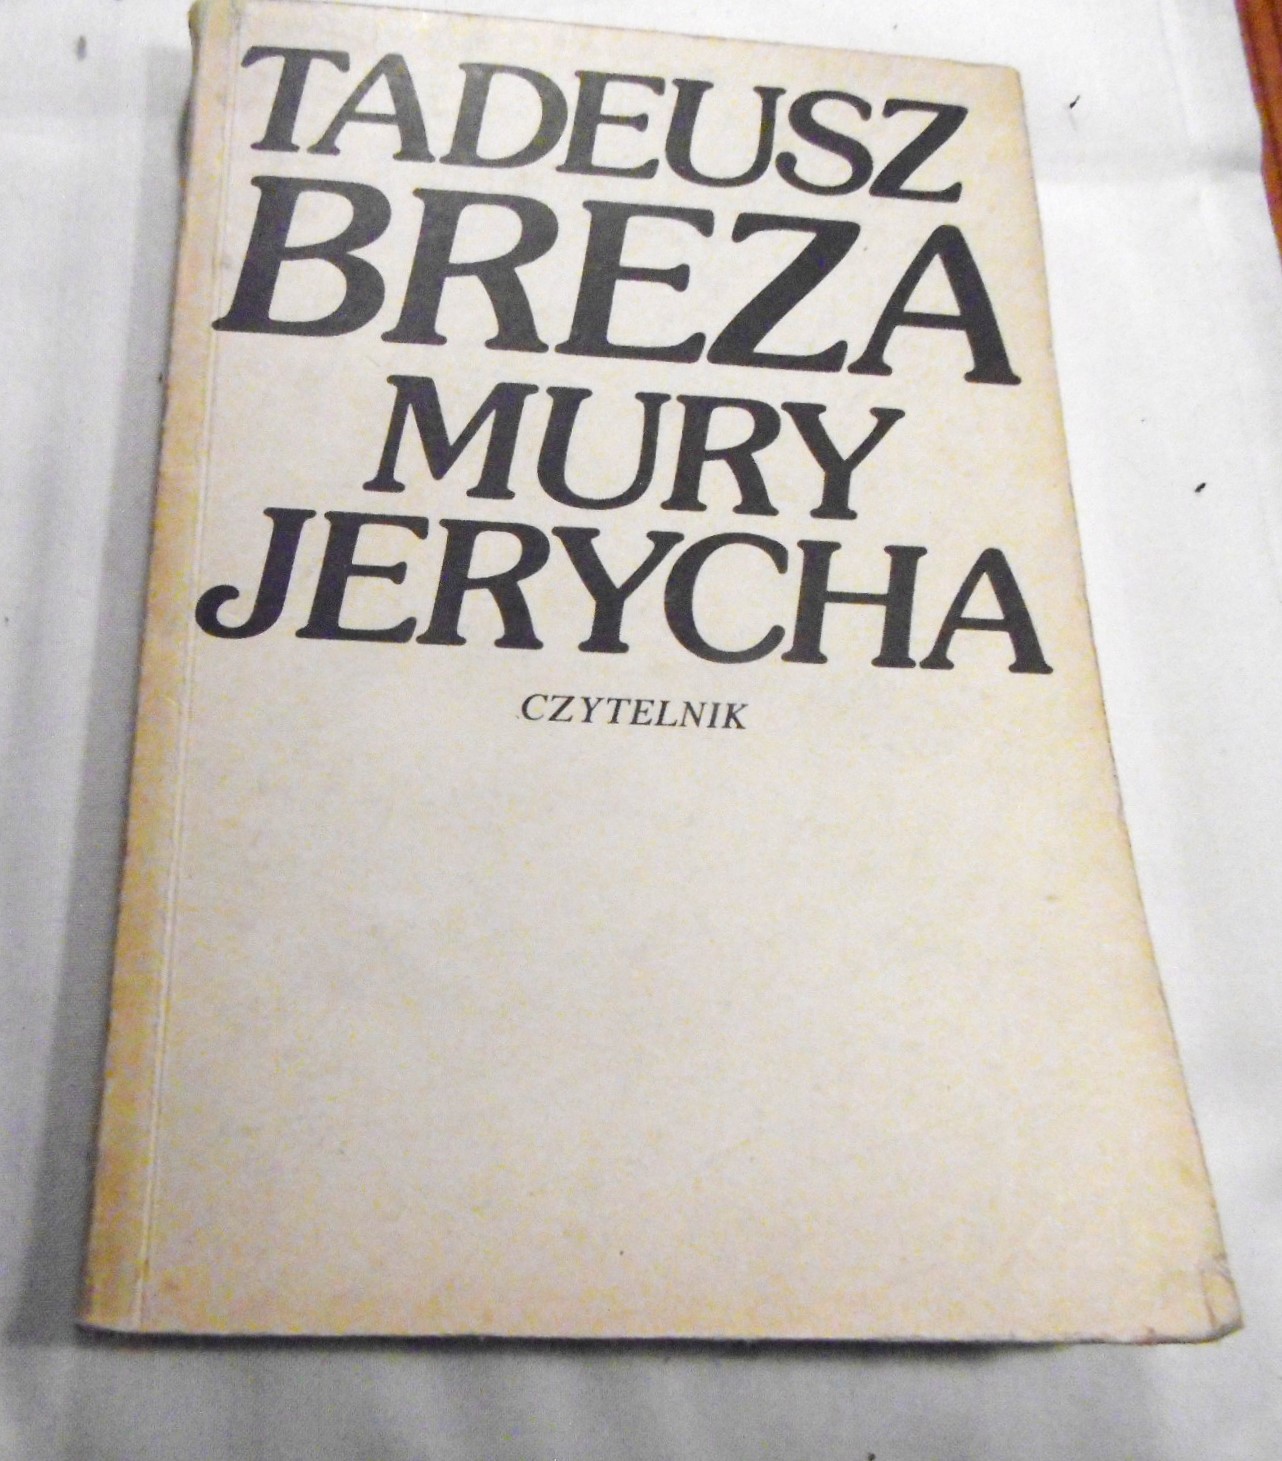 TADEUSZ
BREZA
MURY
JERYCHA
CZYTELNIK